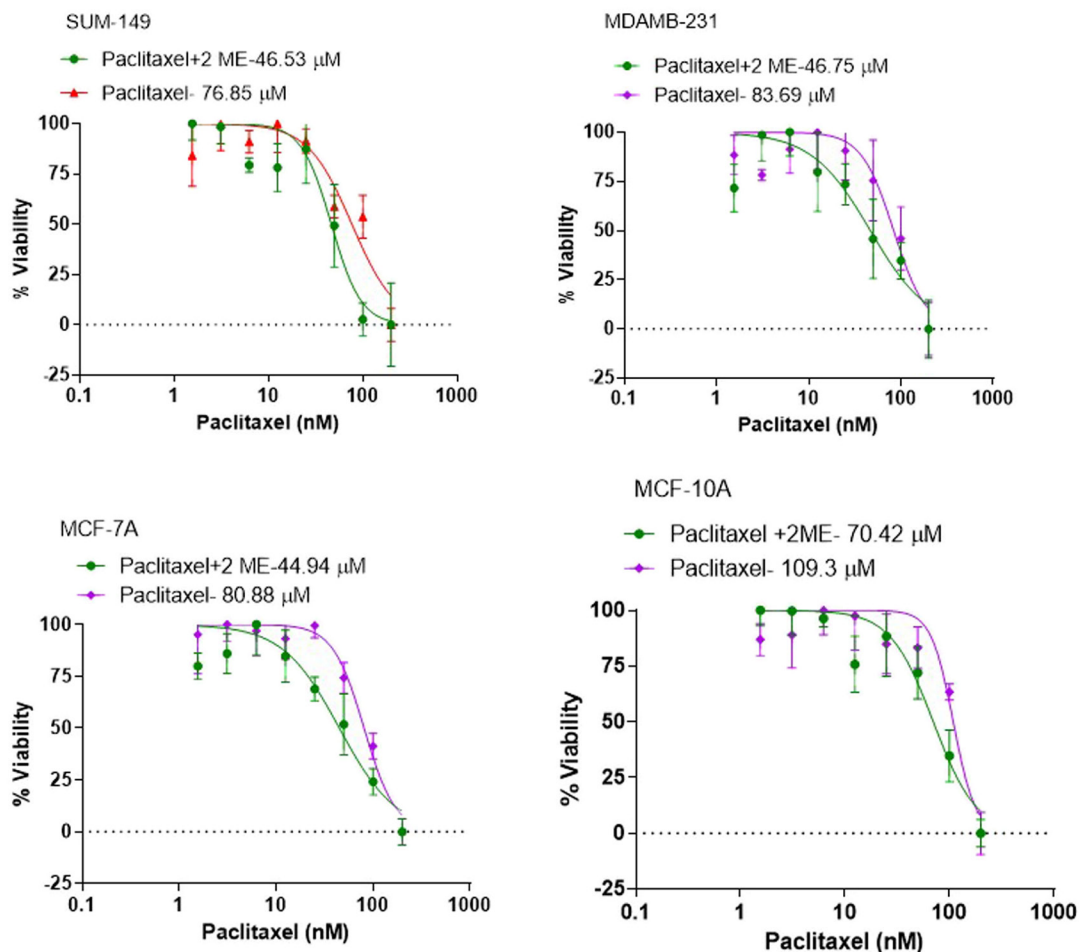 SUM-149
Paclitaxel+2 ME-46.53 μM
Paclitaxel- 76.85 μM
100
75
50
25
0
-25
% Viability
0.1 1 10 100 1000
Paclitaxel (nM)
MDAMB-231
Paclitaxel+2 ME-46.75 μM
Paclitaxel- 83.69 μM
100
75
50
25
0
-25
% Viability
0.1 1 10 100 1000
Paclitaxel (nM)
MCF-7A
Paclitaxel+2 ME-44.94 μM
Paclitaxel- 80.88 μM
100
75
50
25
0
-25
% Viability
0.1 1 10 100 1000
Paclitaxel (nM)
MCF-10A
Paclitaxel +2ME- 70.42 μM
Paclitaxel- 109.3 μM
100
75
50
25
0
-25
% Viability
0.1 1 10 100 1000
Paclitaxel (nM)